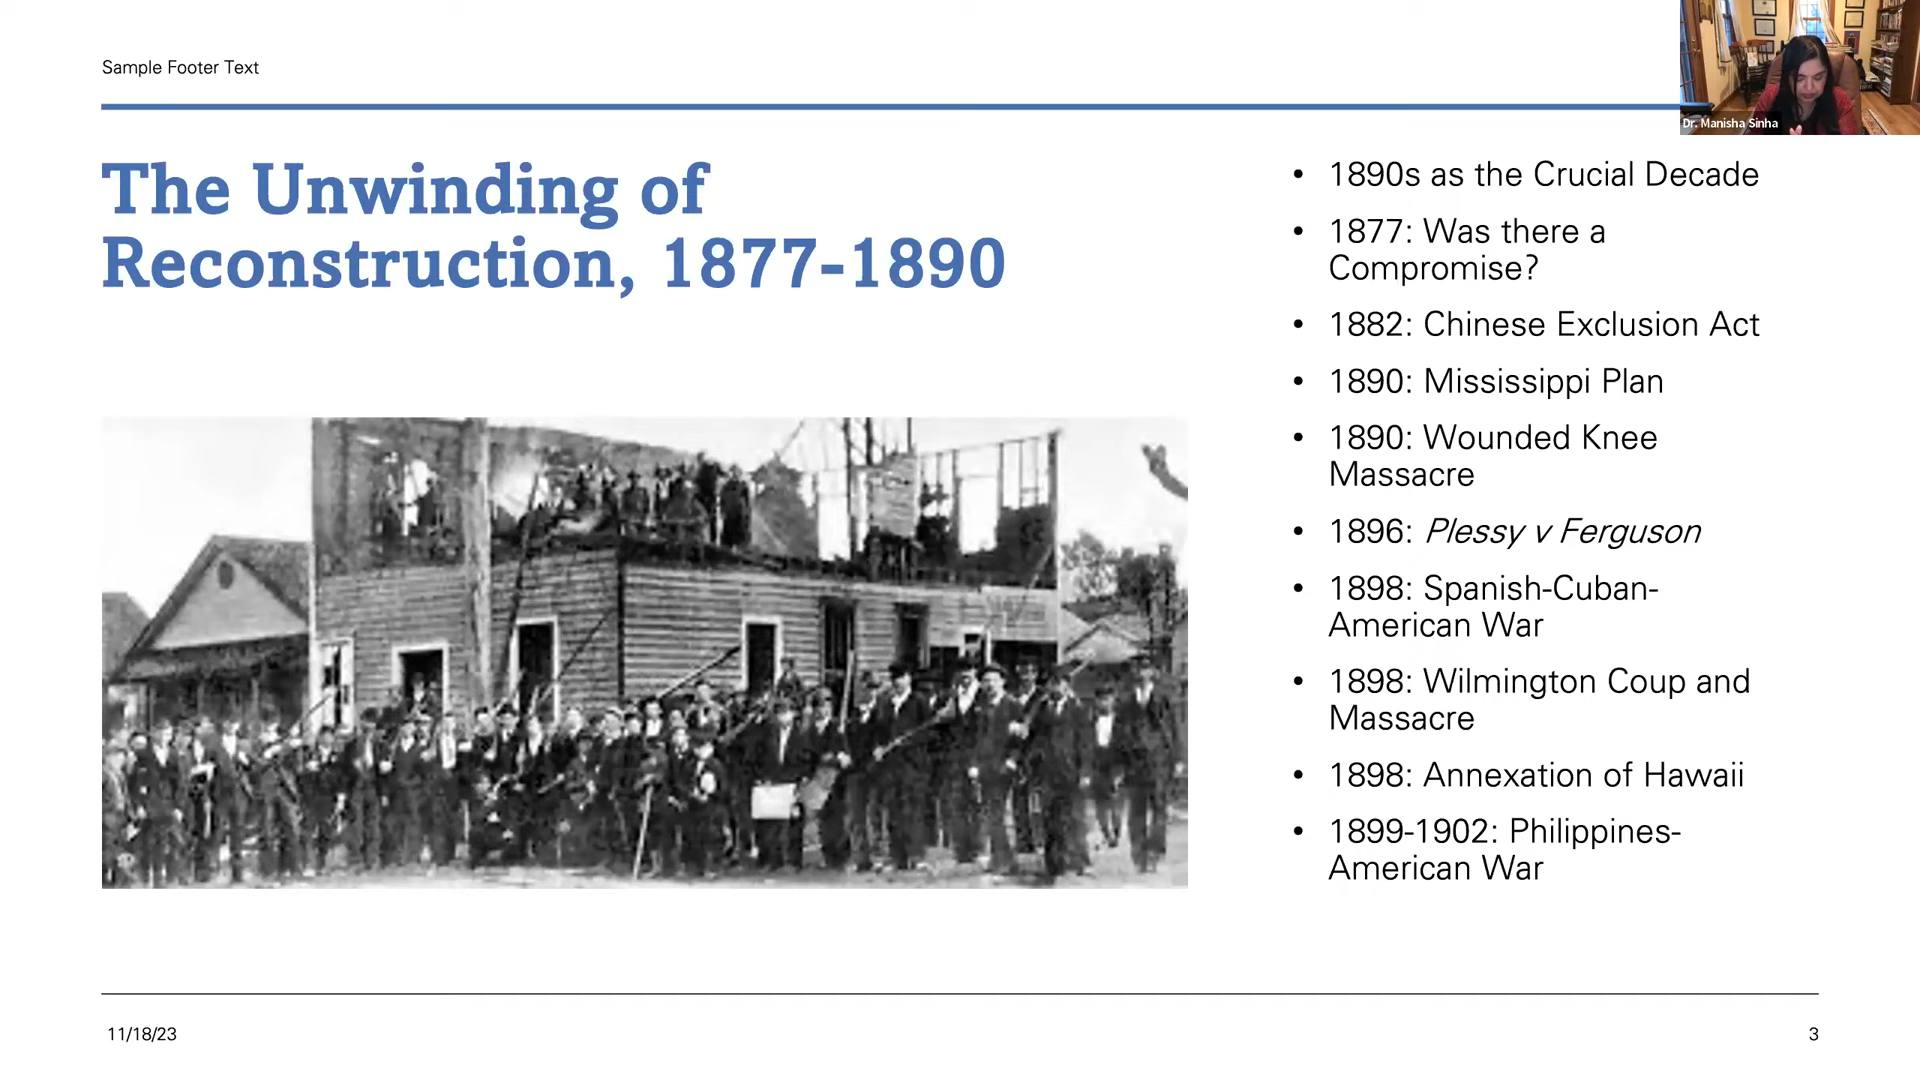 Sample Footer Text
Dr. Manisha Sinha
The Unwinding of
Reconstruction, 1877-1890
• 1890s as the Crucial Decade
• 1877: Was there a
Compromise?
• 1882: Chinese Exclusion Act
• 1890: Mississippi Plan
• 1890: Wounded Knee
Massacre
• 1896: Plessy v Ferguson
• 1898: Spanish-Cuban-
American War
• 1898: Wilmington Coup and
Massacre
• 1898: Annexation of Hawaii
• 1899-1902: Philippines-
American War
11/18/23
3